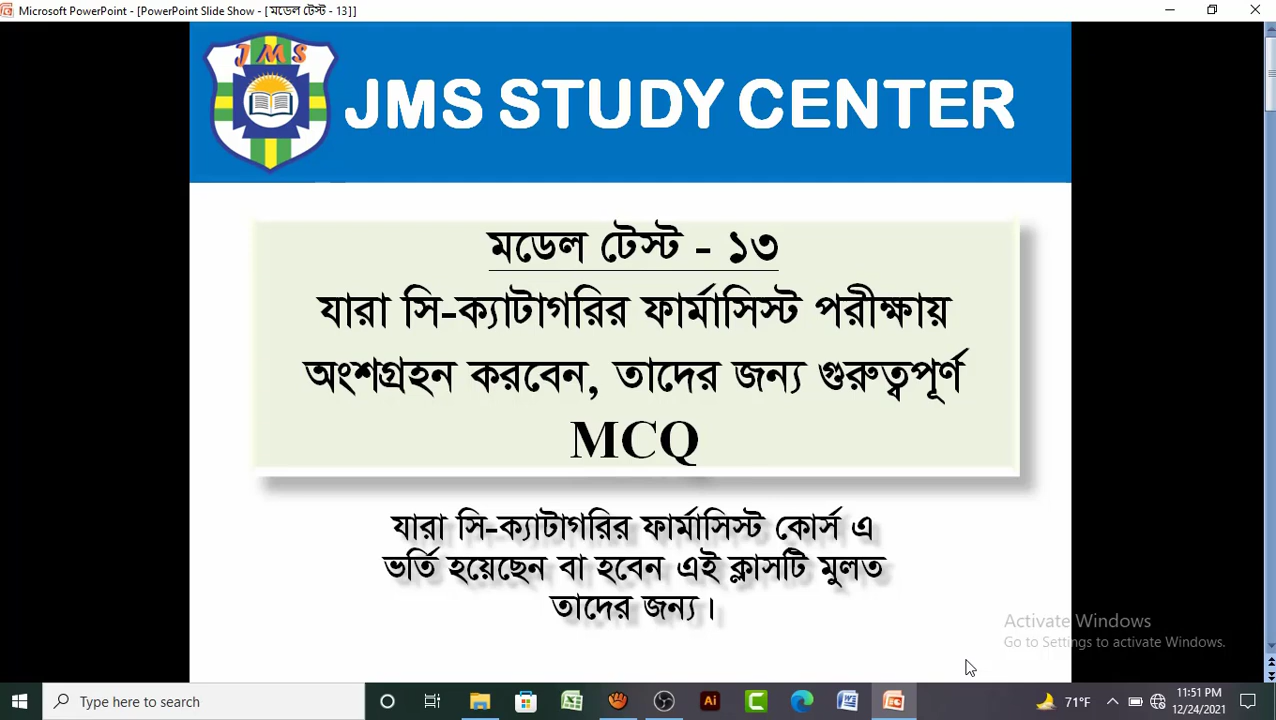 Microsoft PowerPoint - [PowerPoint Slide Show - [মডেল টেস্ট - 13]]
JMS
JMS STUDY CENTER
মডেল টেস্ট - ১৩
যারা সি-ক্যাটাগরির ফার্মাসিস্ট পরীক্ষায়
অংশগ্রহন করবেন, তাদের জন্য গুরুত্বপূর্ণ
MCQ
যারা সি-ক্যাটাগরির ফার্মাসিস্ট কোর্স এ
ভর্তি হয়েছেন বা হবেন এই ক্লাসটি মুলত
তাদের জন্য।
Activate Windows
Go to Settings to activate Windows.
Type here to search
71°F
11:51 PM
12/24/2021